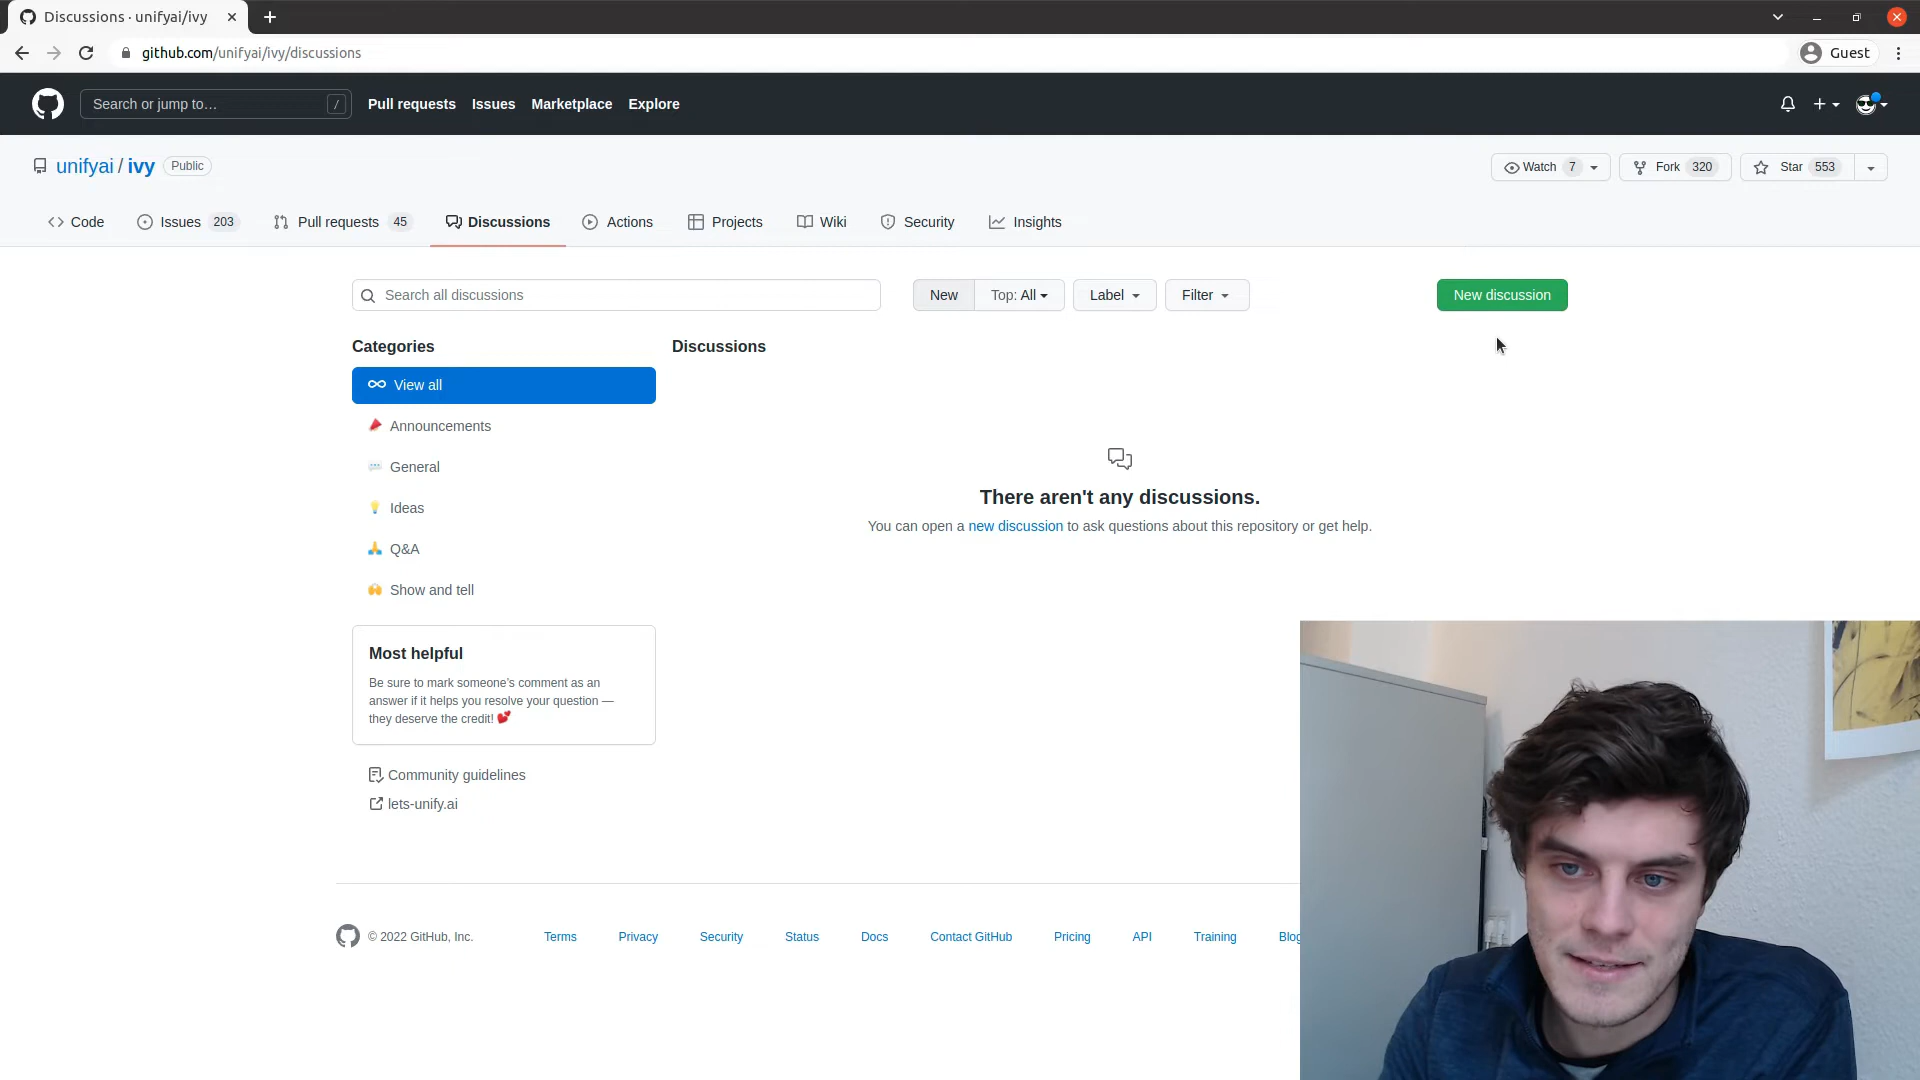 Discussions · unifyai/ivy
github.com/unifyai/ivy/discussions
Guest
Search or jump to…
/
Pull requests
Issues
Marketplace
Explore
unifyai / ivy
Public
Watch 7
Fork 320
Star 553
Code
Issues 203
Pull requests 45
Discussions
Actions
Projects
Wiki
Security
Insights
Search all discussions
New
Top: All
Label
Filter
New discussion
Categories
View all
Announcements
General
Ideas
Q&A
Show and tell
Discussions
There aren't any discussions.
You can open a new discussion to ask questions about this repository or get help.
Most helpful
Be sure to mark someone's comment as an
answer if it helps you resolve your question —
they deserve the credit!
Community guidelines
lets-unify.ai
© 2022 GitHub, Inc.
Terms
Privacy
Security
Status
Docs
Contact GitHub
Pricing
API
Training
Blog